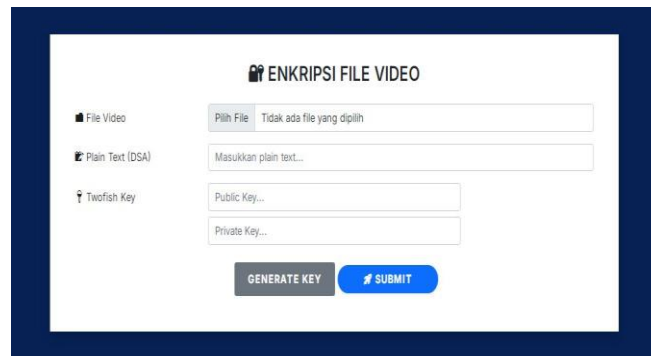 ENKRIPSI FILE VIDEO
File Video
Pilih File Tidak ada file yang dipilih
Plain Text (DSA)
Masukkan plain text...
Twofish Key
Public Key...
Private Key...
GENERATE KEY
SUBMIT